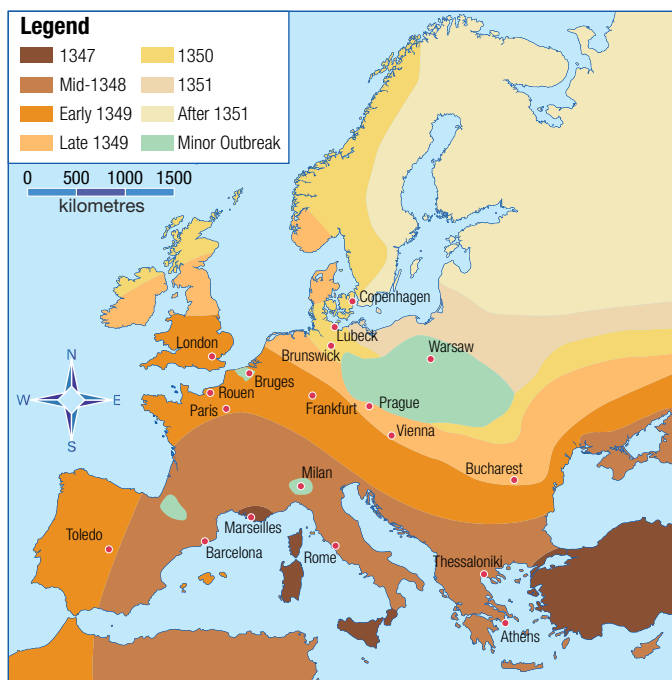 Legend
1347
Mid-1348
Early 1349
Late 1349
1350
1351
After 1351
Minor Outbreak
0 500 1000 1500
kilometres
N
W E
S
Copenhagen
Lubeck
London
Brunswick
Warsaw
Bruges
Rouen
Paris
Frankfurt
Prague
Vienna
Milan
Bucharest
Toledo
Marseilles
Barcelona
Rome
Thessaloniki
Athens